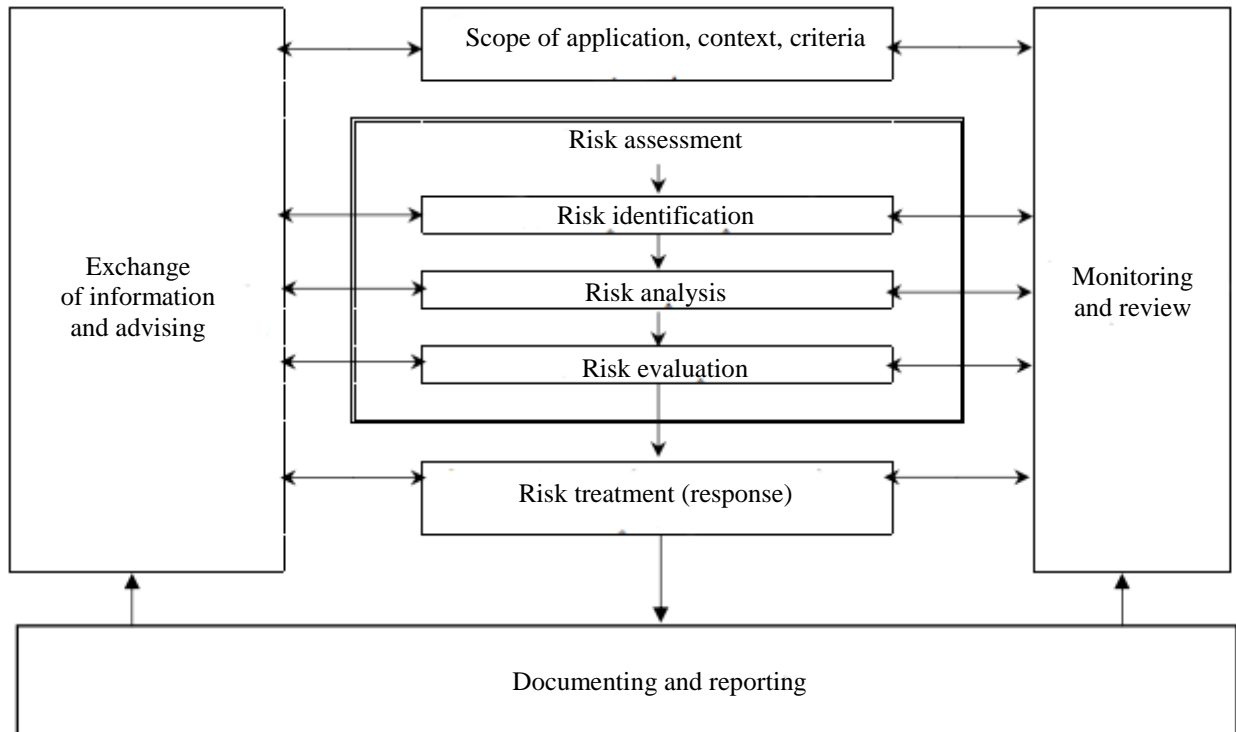 Scope of application, context, criteria
Risk assessment
Risk identification
Risk analysis
Risk evaluation
Risk treatment (response)
Exchange
of information
and advising
Monitoring
and review
Documenting and reporting